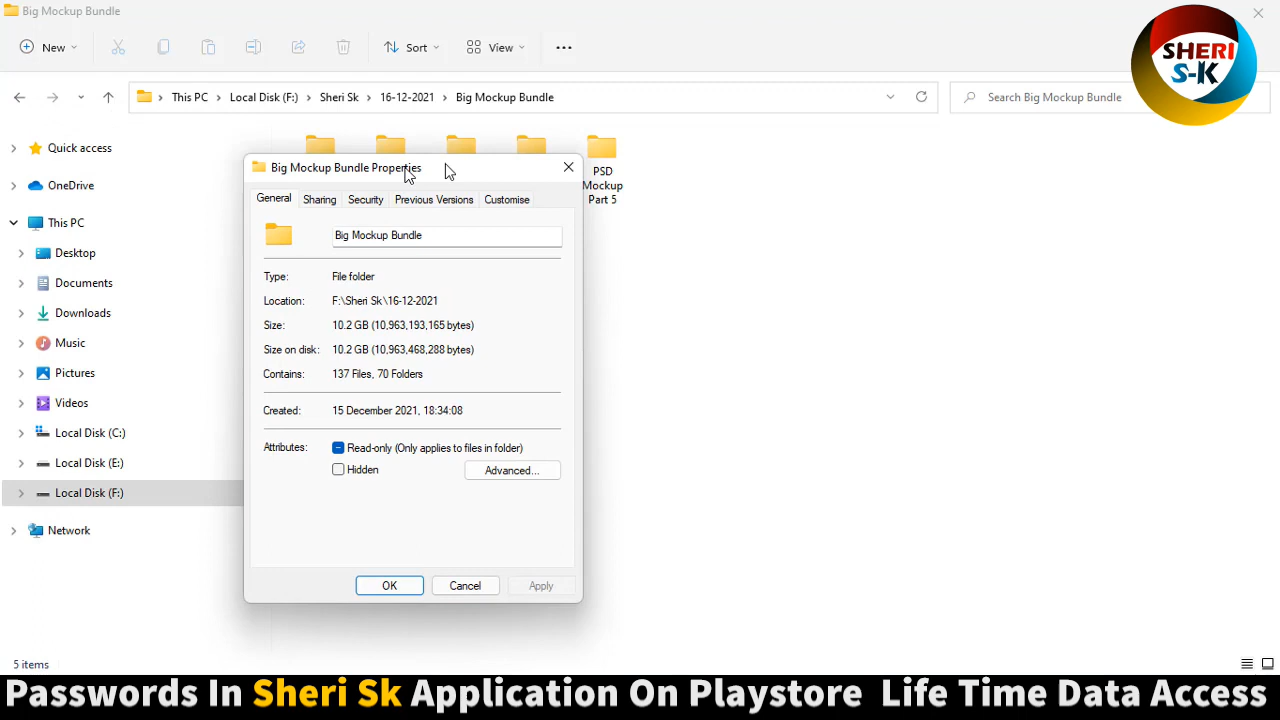 Big Mockup Bundle
New
Sort
View
SHERI
S-K
This PC > Local Disk (F:) > Sheri Sk > 16-12-2021 > Big Mockup Bundle
Search Big Mockup Bundle
Quick access
OneDrive
This PC
Desktop
Documents
Downloads
Music
Pictures
Videos
Local Disk (C:)
Local Disk (E:)
Local Disk (F:)
Network
PSD
Mockup
Part 5
Big Mockup Bundle Properties
General Sharing Security Previous Versions Customise
Big Mockup Bundle
Type: File folder
Location: F:\Sheri Sk\16-12-2021
Size: 10.2 GB (10,963,193,165 bytes)
Size on disk: 10.2 GB (10,963,468,288 bytes)
Contains: 137 Files, 70 Folders
Created: 15 December 2021, 18:34:08
Attributes: Read-only (Only applies to files in folder)
Hidden Advanced...
OK Cancel Apply
5 items
Passwords In Sheri Sk Application On Playstore Life Time Data Access